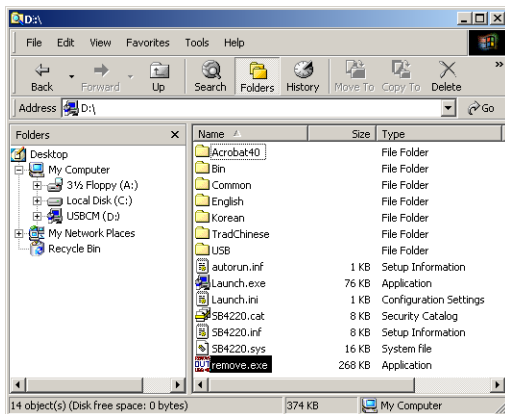 D:\
File Edit View Favorites Tools Help
Back Forward Up Search Folders History Move To Copy To Delete »
Address D:\ Go
Folders x Name Size Type
Desktop
My Computer
3½ Floppy (A:)
Local Disk (C:)
USBCM (D:)
My Network Places
Recycle Bin
Acrobat40 File Folder
Bin File Folder
Common File Folder
English File Folder
Korean File Folder
TradChinese File Folder
USB File Folder
autorun.inf 1 KB Setup Information
Launch.exe 76 KB Application
Launch.ini 1 KB Configuration Settings
SB4220.cat 8 KB Security Catalog
SB4220.inf 8 KB Setup Information
SB4220.sys 16 KB System file
remove.exe 268 KB Application
14 object(s) (Disk free space: 0 bytes) 374 KB My Computer